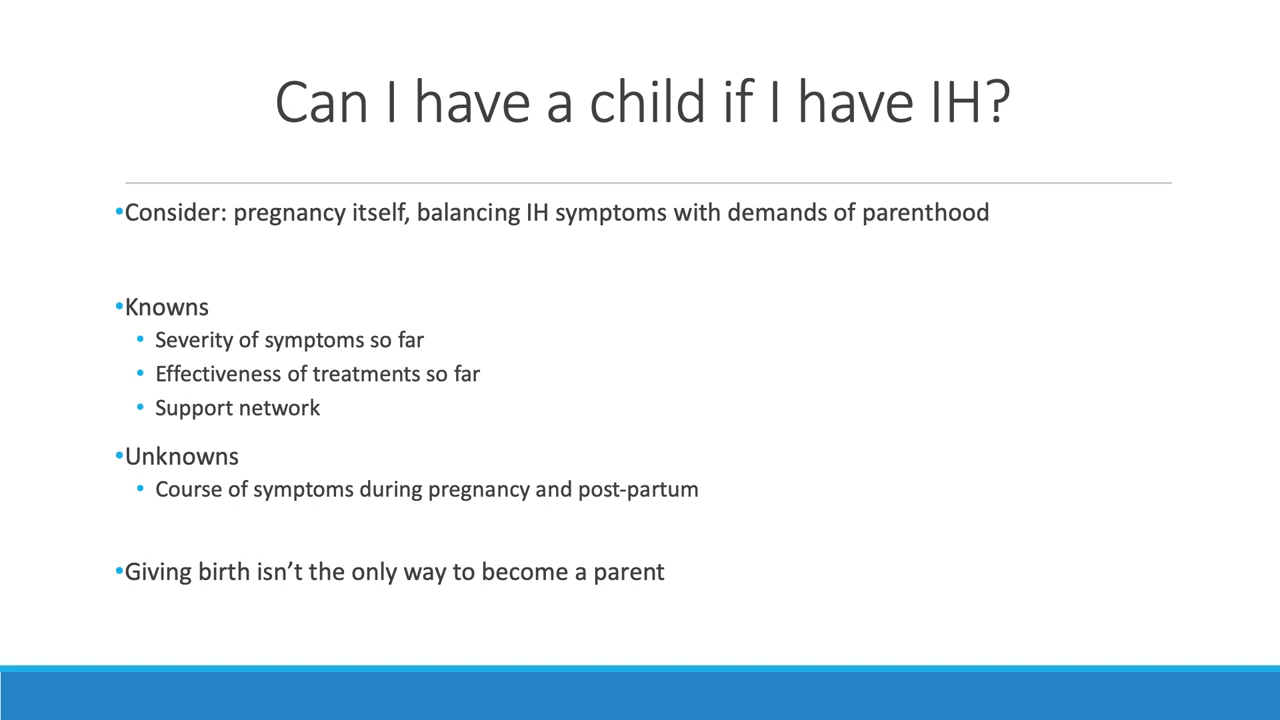 Can I have a child if I have IH?
•Consider: pregnancy itself, balancing IH symptoms with demands of parenthood
•Knowns
• Severity of symptoms so far
• Effectiveness of treatments so far
• Support network
•Unknowns
• Course of symptoms during pregnancy and post-partum
•Giving birth isn’t the only way to become a parent